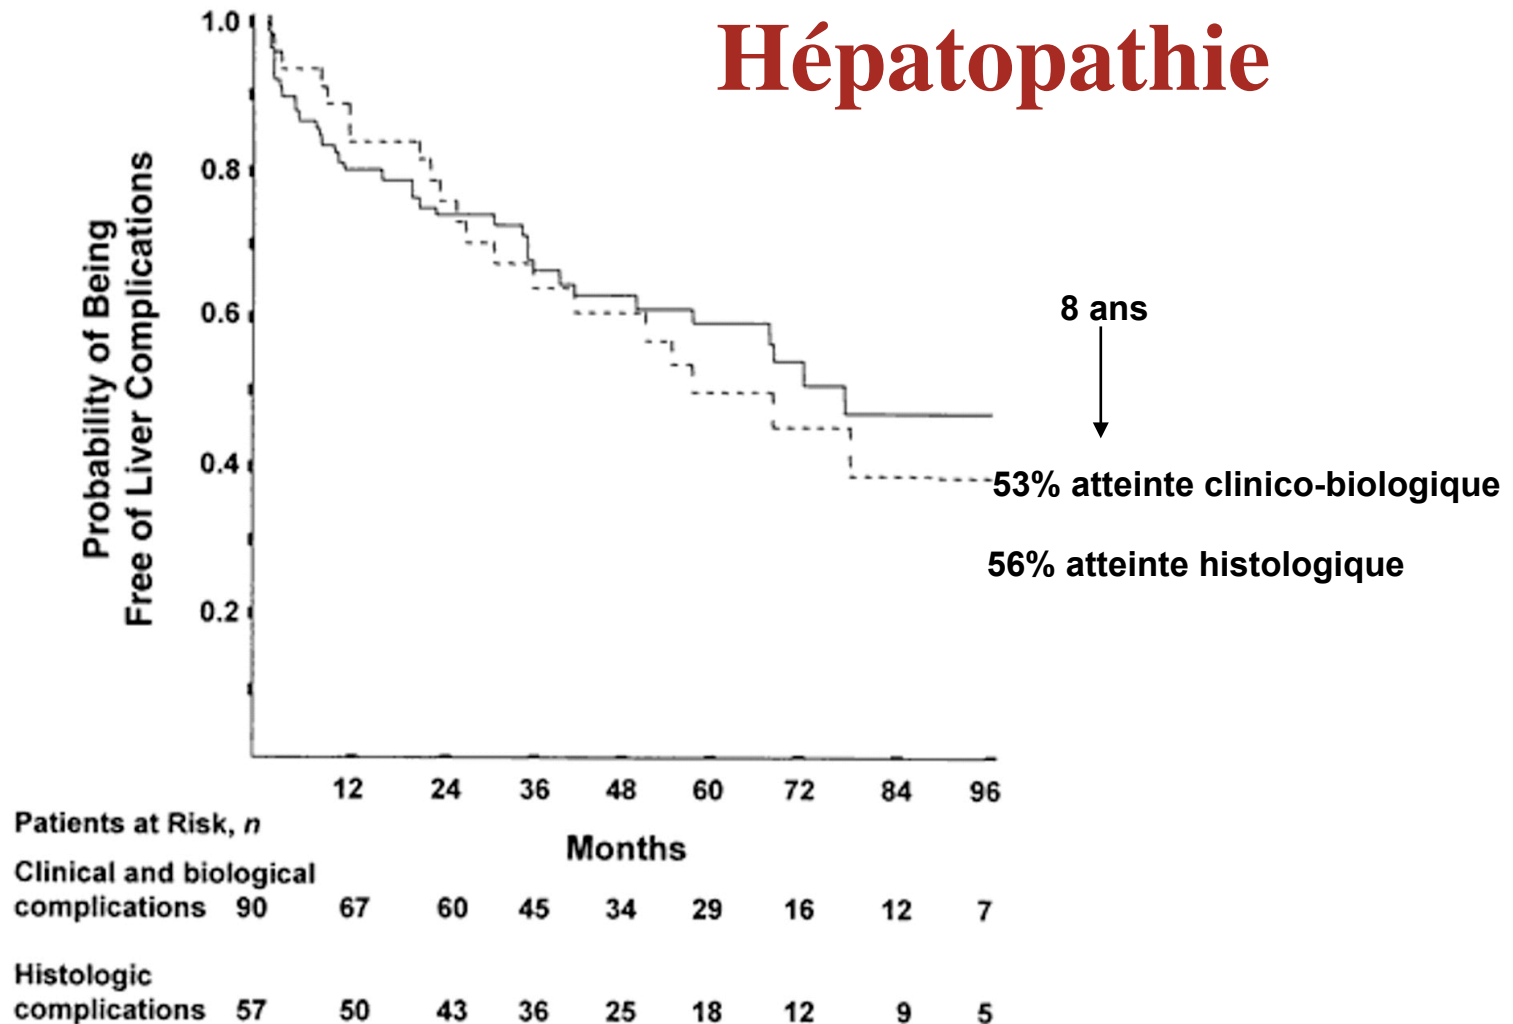 Hépatopathie
Probability of Being
Free of Liver Complications
1.0
0.8
0.6
0.4
0.2
8 ans
53% atteinte clinico-biologique
56% atteinte histologique
12 24 36 48 60 72 84 96
Months
Patients at Risk, n
Clinical and biological
complications 90 67 60 45 34 29 16 12 7
Histologic
complications 57 50 43 36 25 18 12 9 5